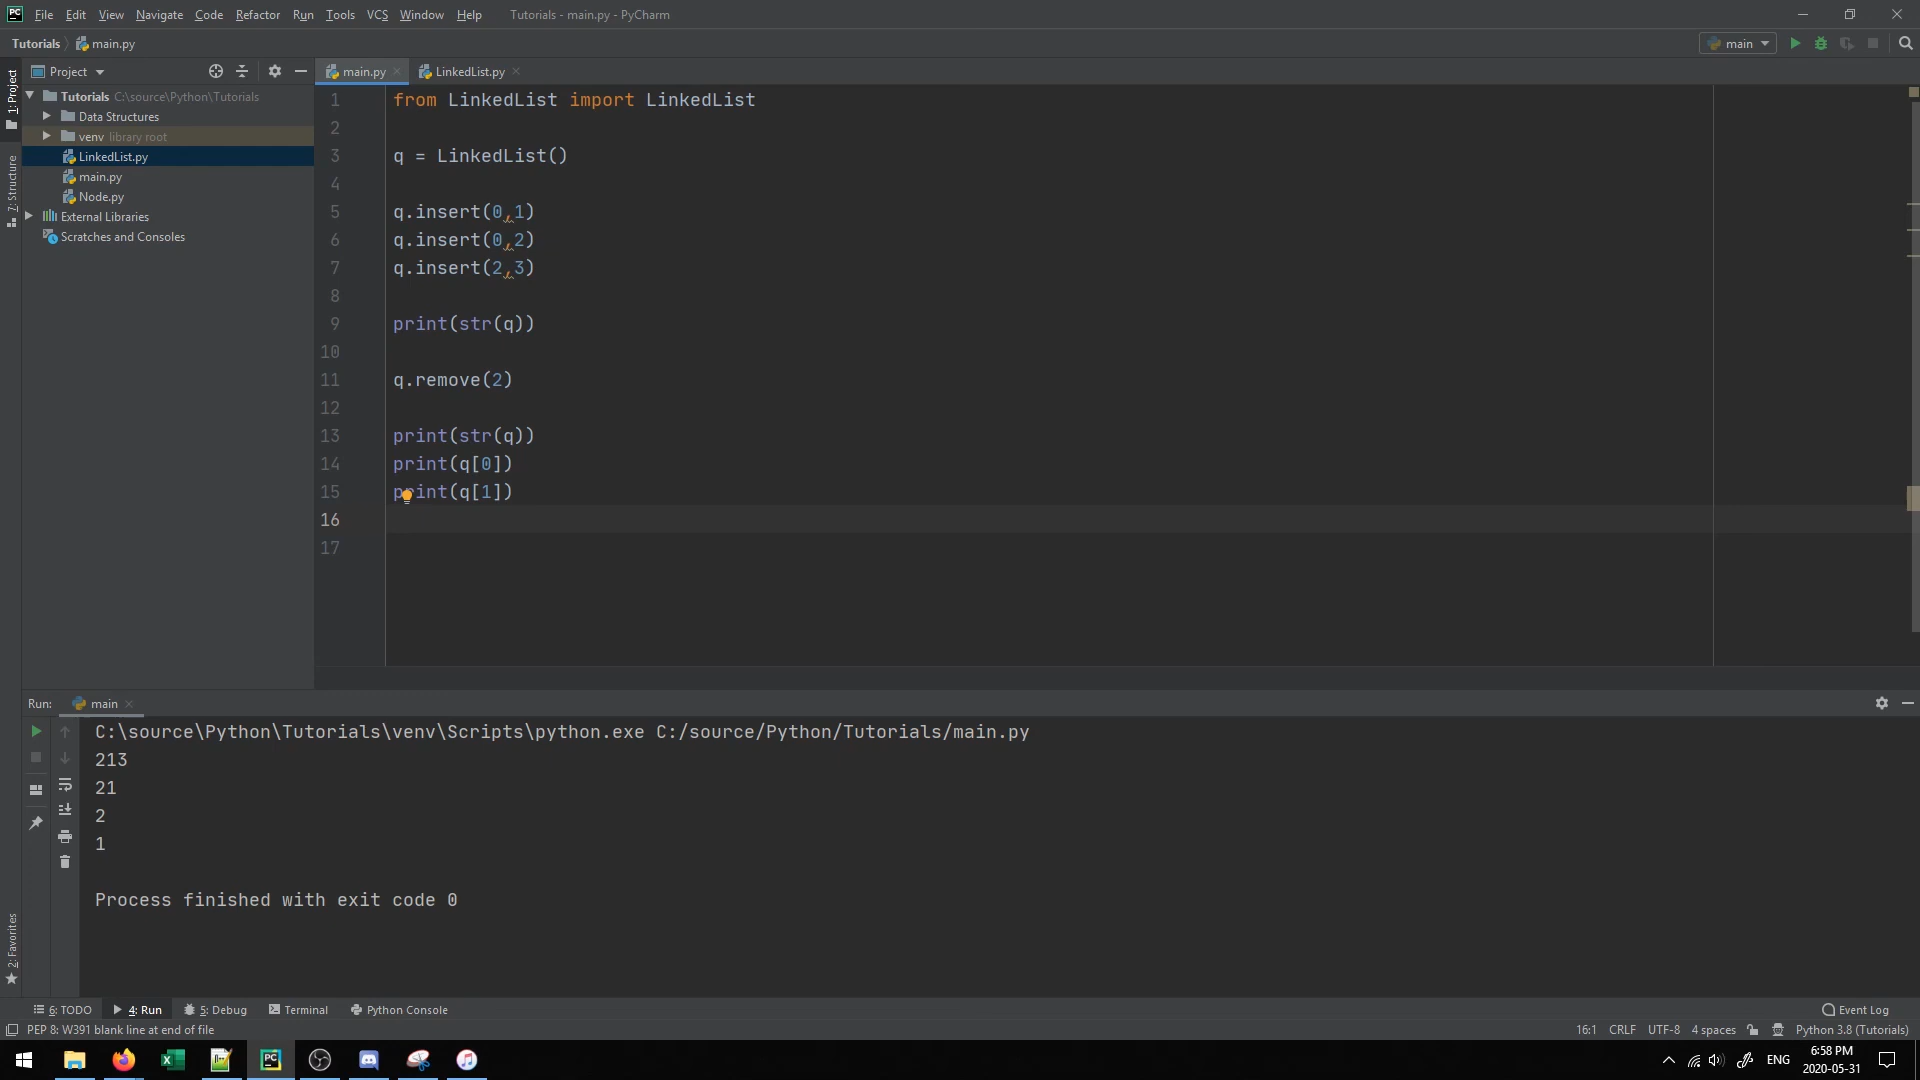 PC File Edit View Navigate Code Refactor Run Tools VCS Window Help Tutorials - main.py - PyCharm
Tutorials main.py main
1: Project
7: Structure
2: Favorites
Project
Tutorials C:\source\Python\Tutorials
Data Structures
venv library root
LinkedList.py
main.py
Node.py
External Libraries
Scratches and Consoles
main.py LinkedList.py
1 from LinkedList import LinkedList
2
3 q = LinkedList()
4
5 q.insert(0,1)
6 q.insert(0,2)
7 q.insert(2,3)
8
9 print(str(q))
10
11 q.remove(2)
12
13 print(str(q))
14 print(q[0])
15 print(q[1])
16
17
Run: main
C:\source\Python\Tutorials\venv\Scripts\python.exe C:/source/Python/Tutorials/main.py
213
21
2
1
Process finished with exit code 0
6: TODO 4: Run 5: Debug Terminal Python Console Event Log
PEP 8: W391 blank line at end of file 16:1 CRLF UTF-8 4 spaces Python 3.8 (Tutorials)
PC ENG 6:58 PM
2020-05-31